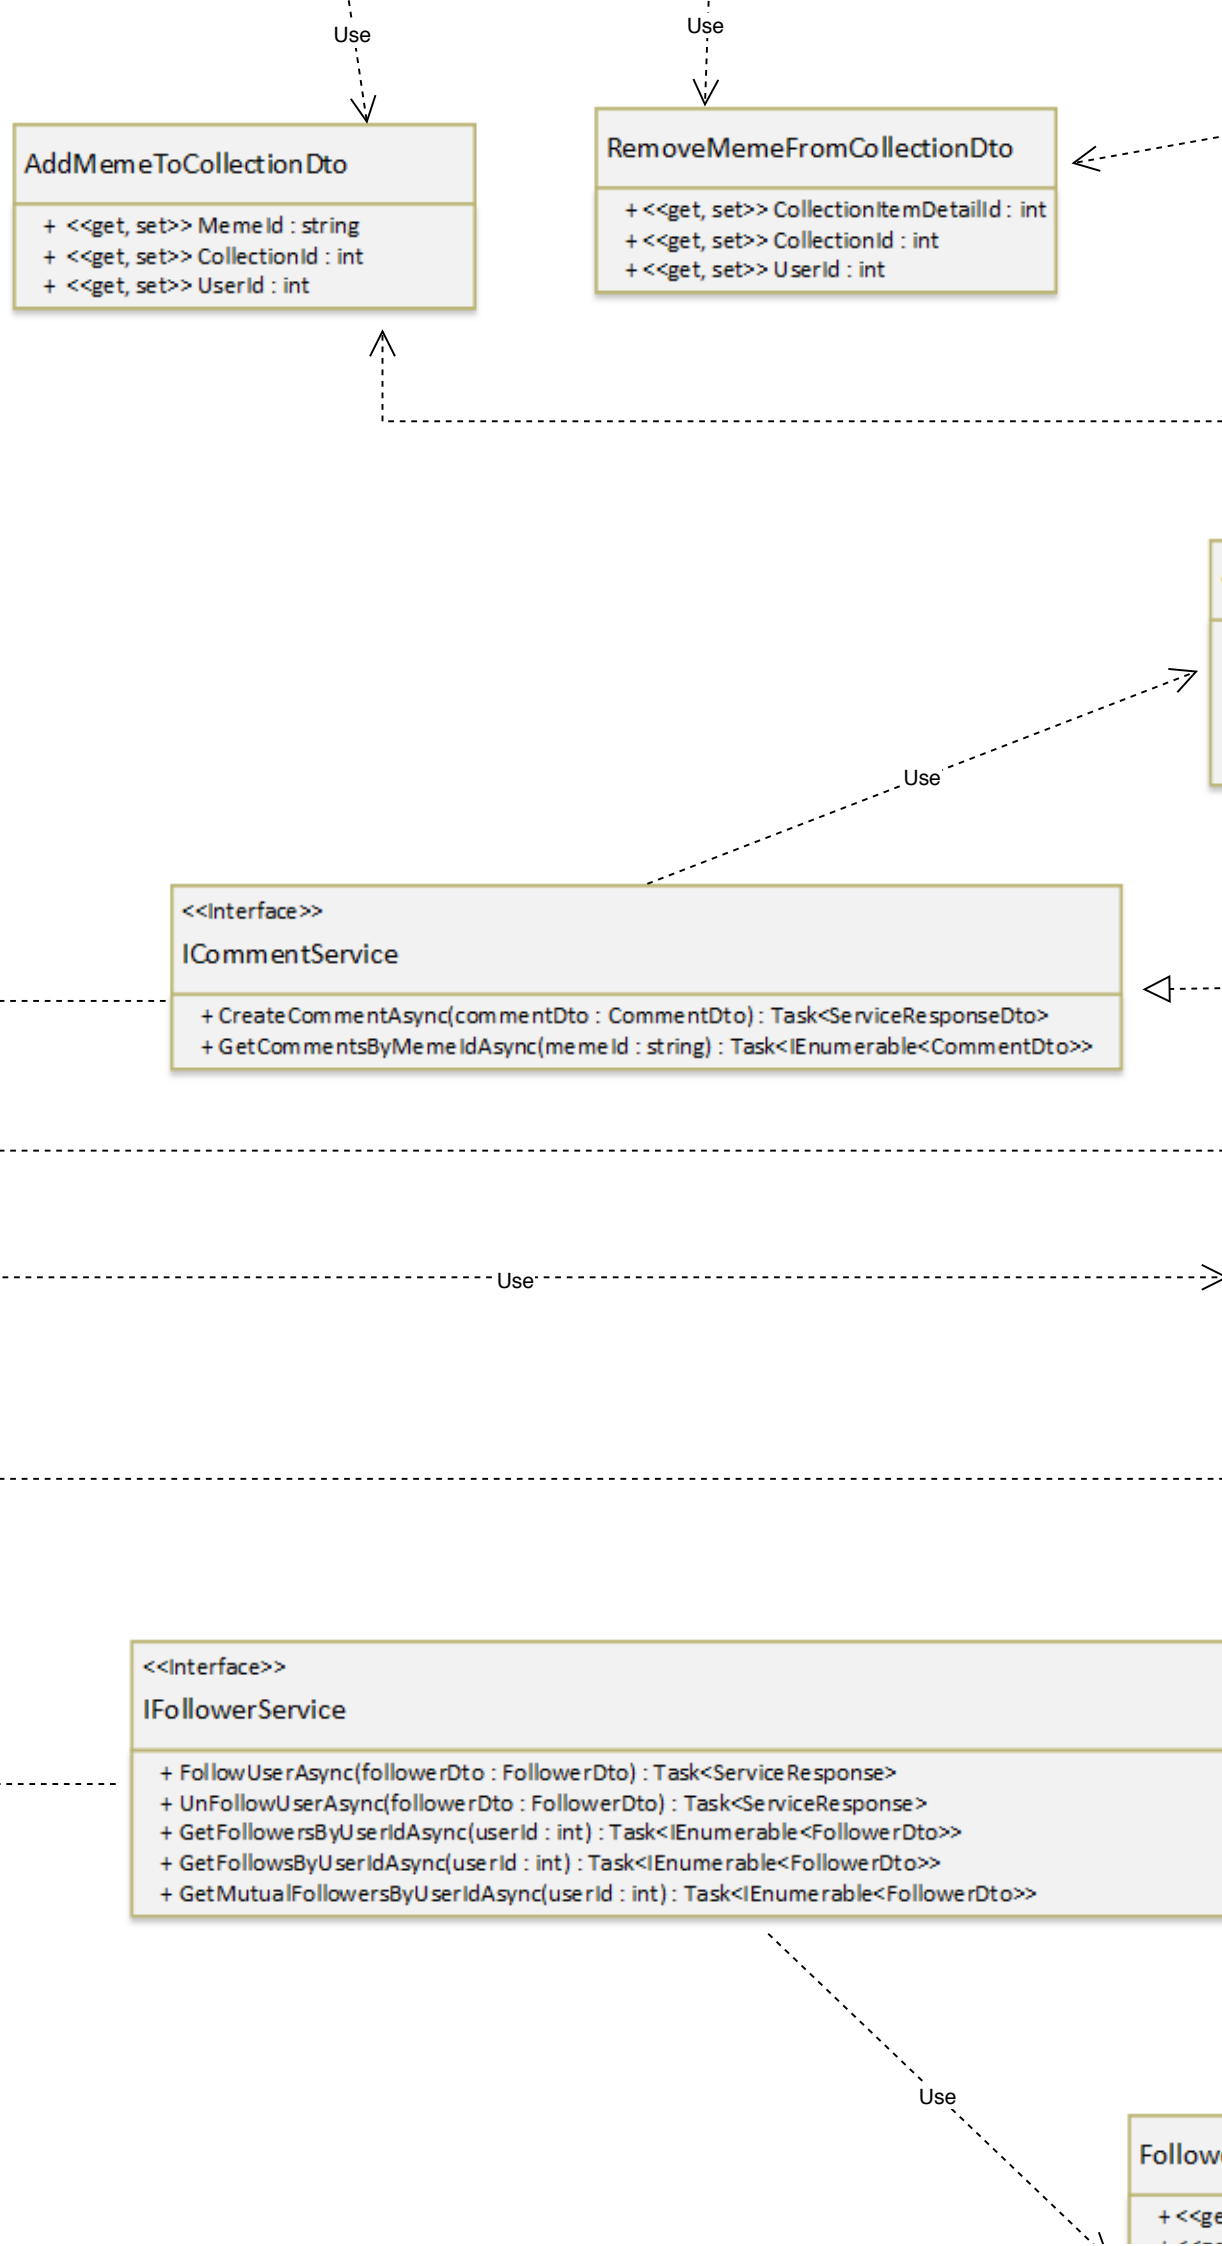 Use
Use
AddMemeToCollectionDto
+ <<get, set>> MemeId : string
+ <<get, set>> CollectionId : int
+ <<get, set>> UserId : int
RemoveMemeFromCollectionDto
+ <<get, set>> CollectionItemDetailId : int
+ <<get, set>> CollectionId : int
+ <<get, set>> UserId : int
Use
<<Interface>>
ICommentService
+ CreateCommentAsync(commentDto : CommentDto) : Task<ServiceResponseDto>
+ GetCommentsByMemeIdAsync(memeId : string) : Task<IEnumerable<CommentDto>>
Use
<<Interface>>
IFollowerService
+ FollowUserAsync(followerDto : FollowerDto) : Task<ServiceResponse>
+ UnFollowUserAsync(followerDto : FollowerDto) : Task<ServiceResponse>
+ GetFollowersByUserIdAsync(userId : int) : Task<IEnumerable<FollowerDto>>
+ GetFollowsByUserIdAsync(userId : int) : Task<IEnumerable<FollowerDto>>
+ GetMutualFollowersByUserIdAsync(userId : int) : Task<IEnumerable<FollowerDto>>
Use
Follow
+ <<ge